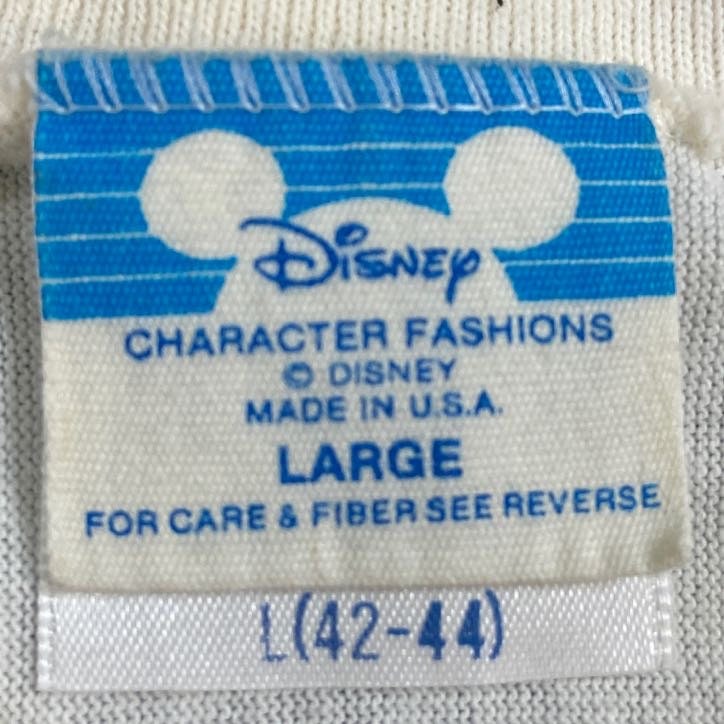 Disney
CHARACTER FASHIONS
© DISNEY
MADE IN U.S.A.
LARGE
FOR CARE & FIBER SEE REVERSE
L(42-44)